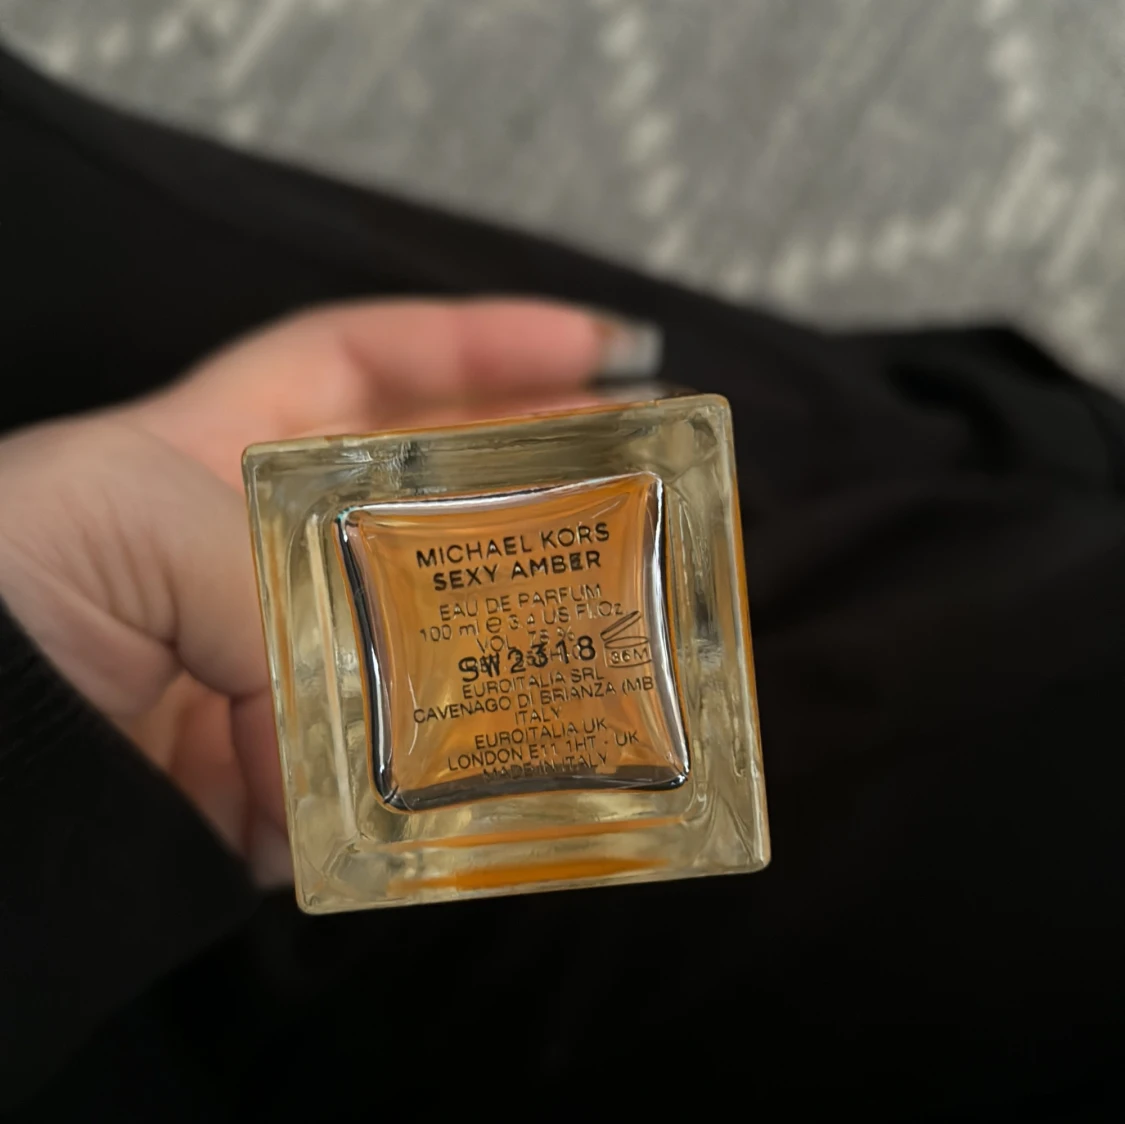 MICHAEL KORS
SEXY AMBER
EAU DE PARFUM
100 ml ℮ 3.4 US Fl.Oz
VOL
SW2318
36M
EUROITALIA SRL
CAVENAGO DI BRIANZA (MB
ITALY
EUROITALIA UK
LONDON E11 1HT - UK
MADE IN ITALY